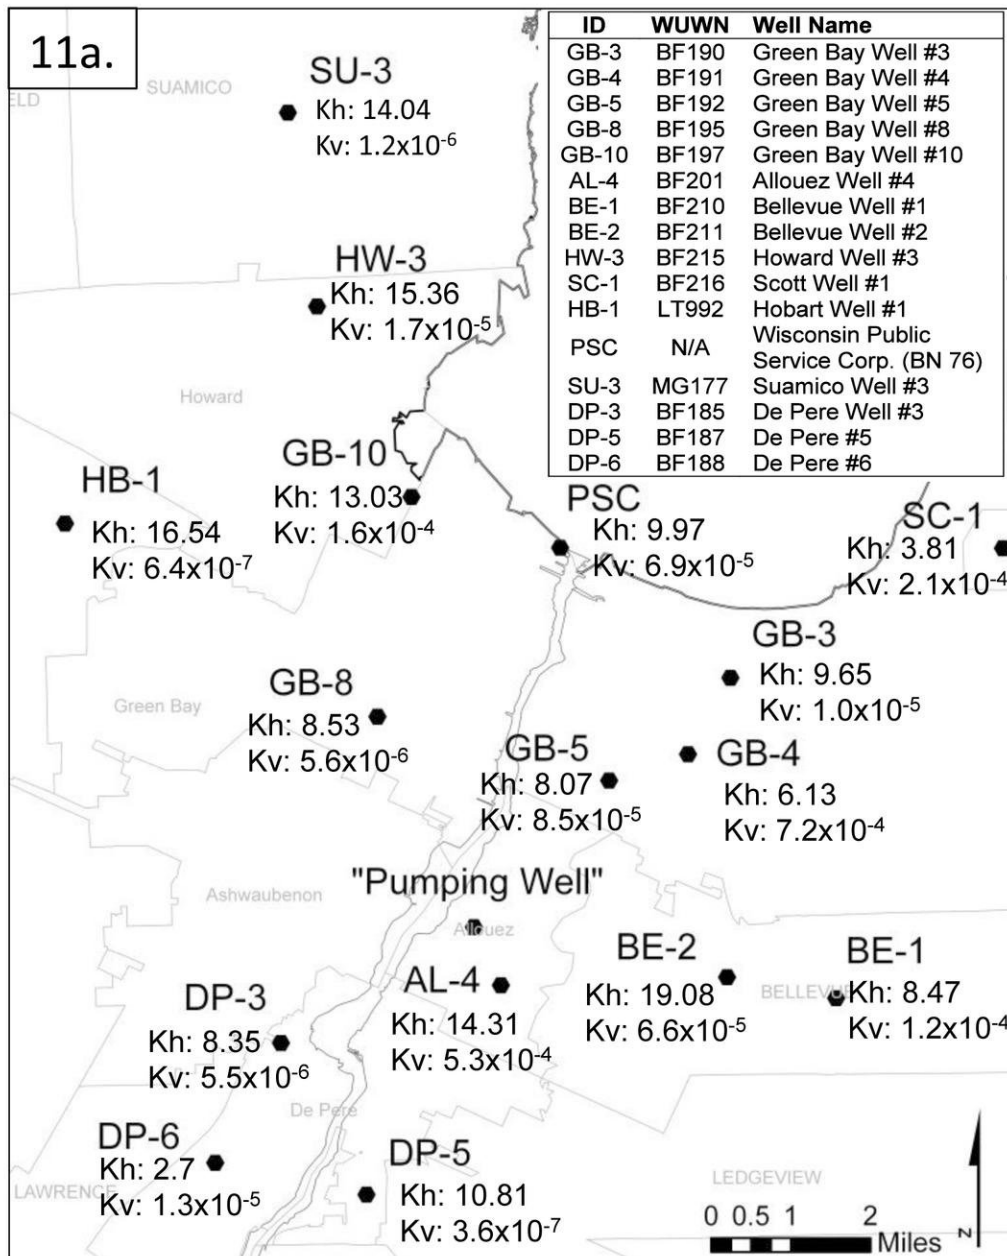 11a.
ELD
SUAMICO
SU-3
Kh: 14.04
Kv: 1.2x10⁻⁶
ID WUWN Well Name
GB-3 BF190 Green Bay Well #3
GB-4 BF191 Green Bay Well #4
GB-5 BF192 Green Bay Well #5
GB-8 BF195 Green Bay Well #8
GB-10 BF197 Green Bay Well #10
AL-4 BF201 Allouez Well #4
BE-1 BF210 Bellevue Well #1
BE-2 BF211 Bellevue Well #2
HW-3 BF215 Howard Well #3
SC-1 BF216 Scott Well #1
HB-1 LT992 Hobart Well #1
PSC N/A Wisconsin Public
Service Corp. (BN 76)
SU-3 MG177 Suamico Well #3
DP-3 BF185 De Pere Well #3
DP-5 BF187 De Pere #5
DP-6 BF188 De Pere #6
HW-3
Kh: 15.36
Kv: 1.7x10⁻⁵
Howard
HB-1
Kh: 16.54
Kv: 6.4x10⁻⁷
GB-10
Kh: 13.03
Kv: 1.6x10⁻⁴
PSC
Kh: 9.97
Kv: 6.9x10⁻⁵
SC-1
Kh: 3.81
Kv: 2.1x10⁻⁴
GB-3
Kh: 9.65
Kv: 1.0x10⁻⁵
Green Bay
GB-8
Kh: 8.53
Kv: 5.6x10⁻⁶
GB-5
Kh: 8.07
Kv: 8.5x10⁻⁵
GB-4
Kh: 6.13
Kv: 7.2x10⁻⁴
Ashwaubenon
"Pumping Well"
Allouez
AL-4
Kh: 14.31
Kv: 5.3x10⁻⁴
BE-2
Kh: 19.08
Kv: 6.6x10⁻⁵
BELLEVUE
BE-1
Kh: 8.47
Kv: 1.2x10⁻⁴
DP-3
Kh: 8.35
Kv: 5.5x10⁻⁶
De Pere
DP-6
Kh: 2.7
Kv: 1.3x10⁻⁵
LAWRENCE
DP-5
Kh: 10.81
Kv: 3.6x10⁻⁷
LEDGEVIEW
0 0.5 1 2
Miles
N